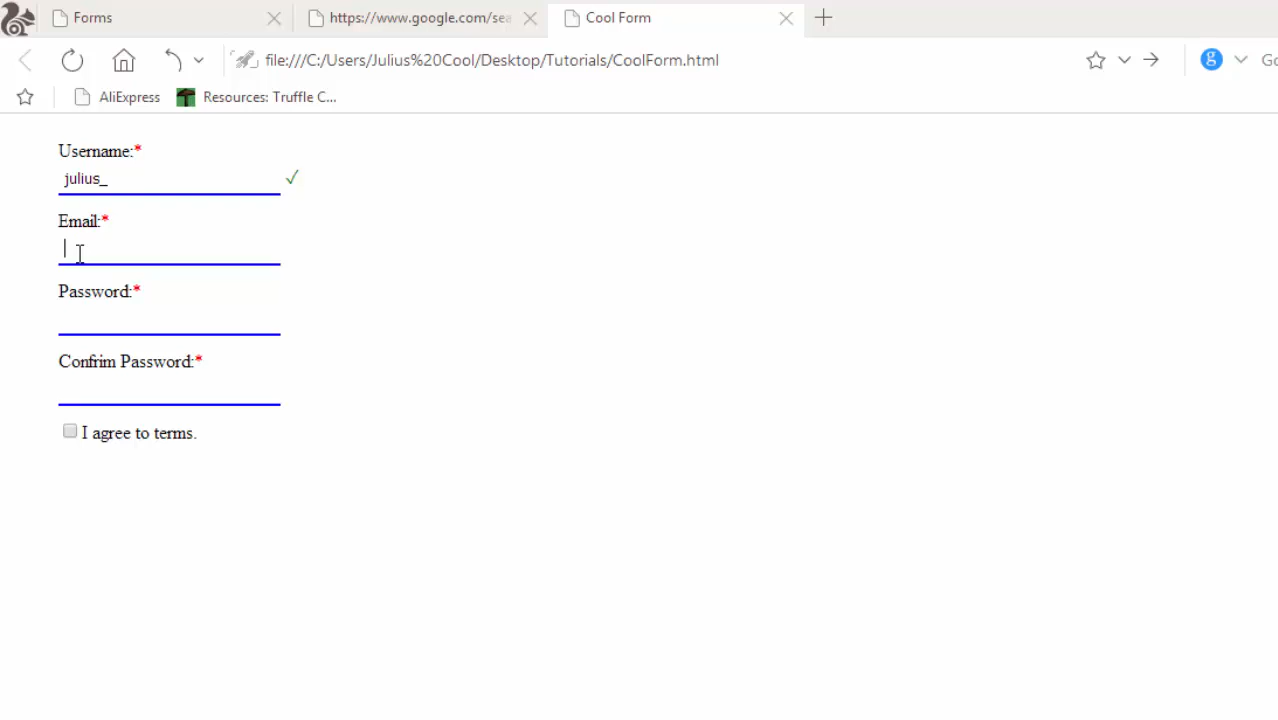 Forms
https://www.google.com/sea
Cool Form
file:///C:/Users/Julius%20Cool/Desktop/Tutorials/CoolForm.html
g
Go
AliExpress
Resources: Truffle C...
Username:*
julius_ ✓
Email:*
Password:*
Confrim Password:*
I agree to terms.